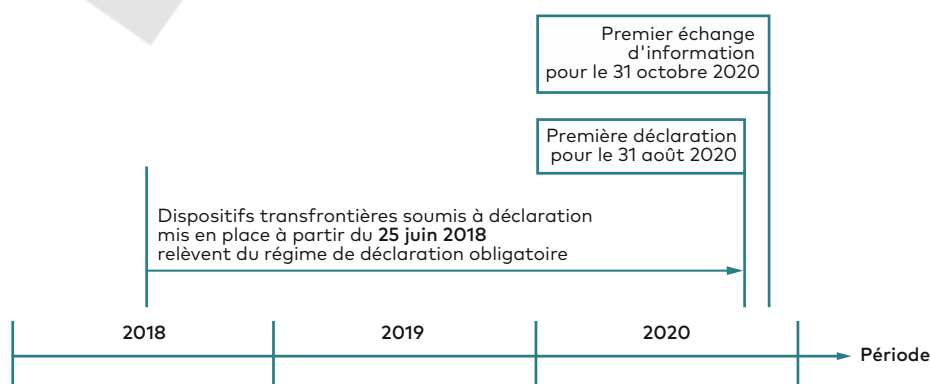 Premier échange
d'information
pour le 31 octobre 2020
Première déclaration
pour le 31 août 2020
Dispositifs transfrontières soumis à déclaration
mis en place à partir du 25 juin 2018
relèvent du régime de déclaration obligatoire
2018
2019
2020
Période